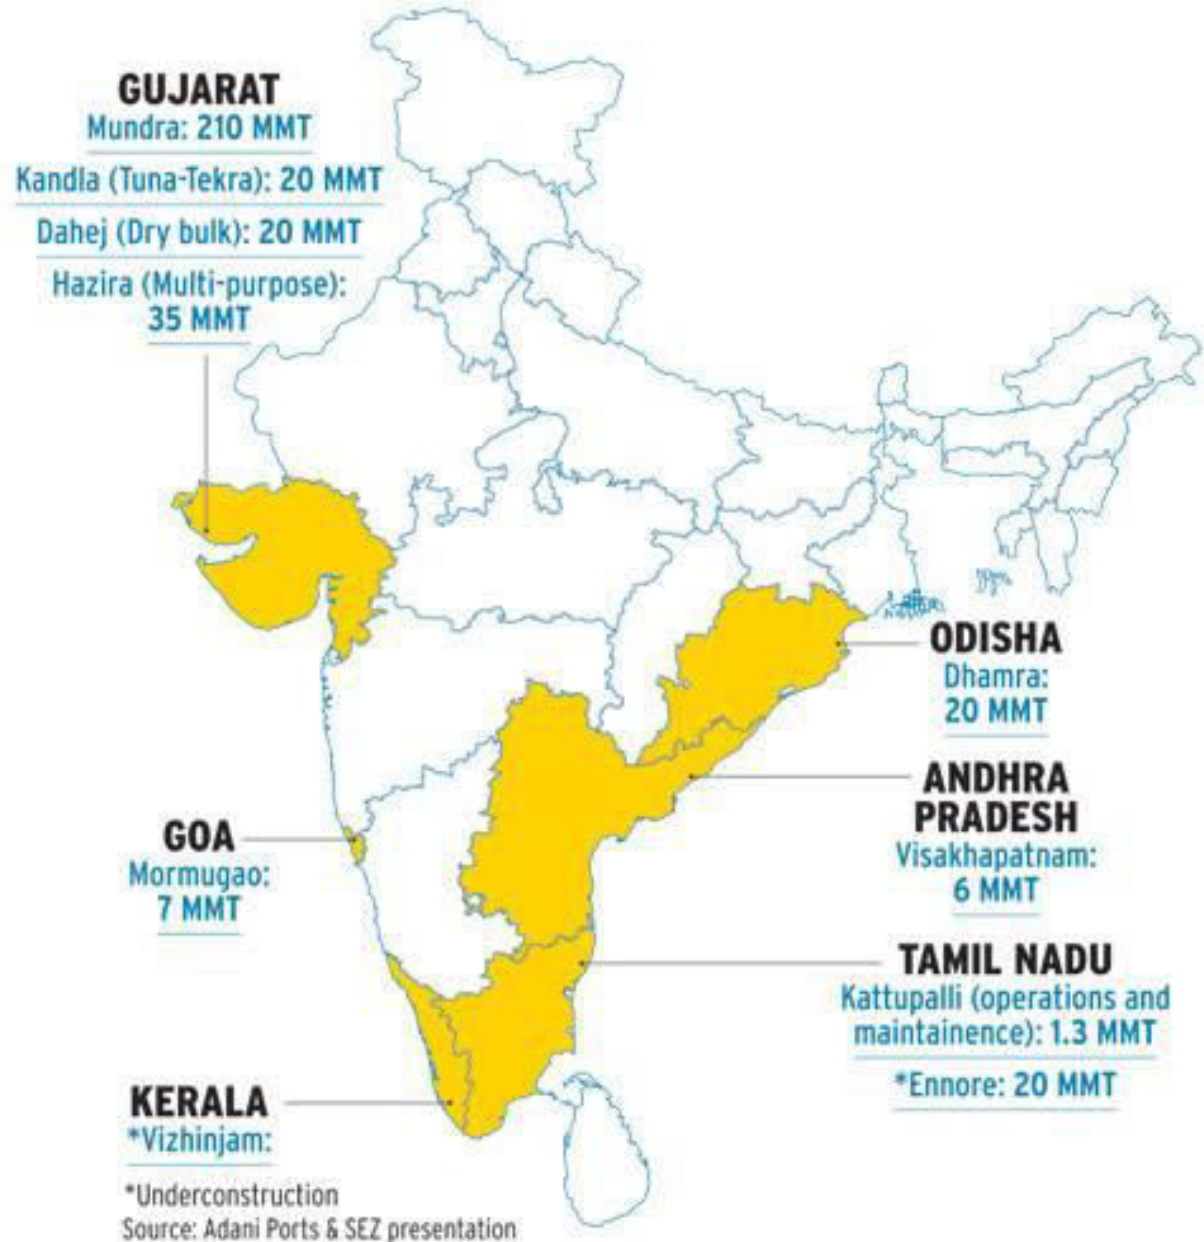 GUJARAT
Mundra: 210 MMT
Kandla (Tuna-Tekra): 20 MMT
Dahej (Dry bulk): 20 MMT
Hazira (Multi-purpose):
35 MMT
ODISHA
Dhamra:
20 MMT
ANDHRA
PRADESH
Visakhapatnam:
6 MMT
GOA
Mormugao:
7 MMT
TAMIL NADU
Kattupalli (operations and
maintainence): 1.3 MMT
*Ennore: 20 MMT
KERALA
*Vizhinjam:
*Underconstruction
Source: Adani Ports & SEZ presentation